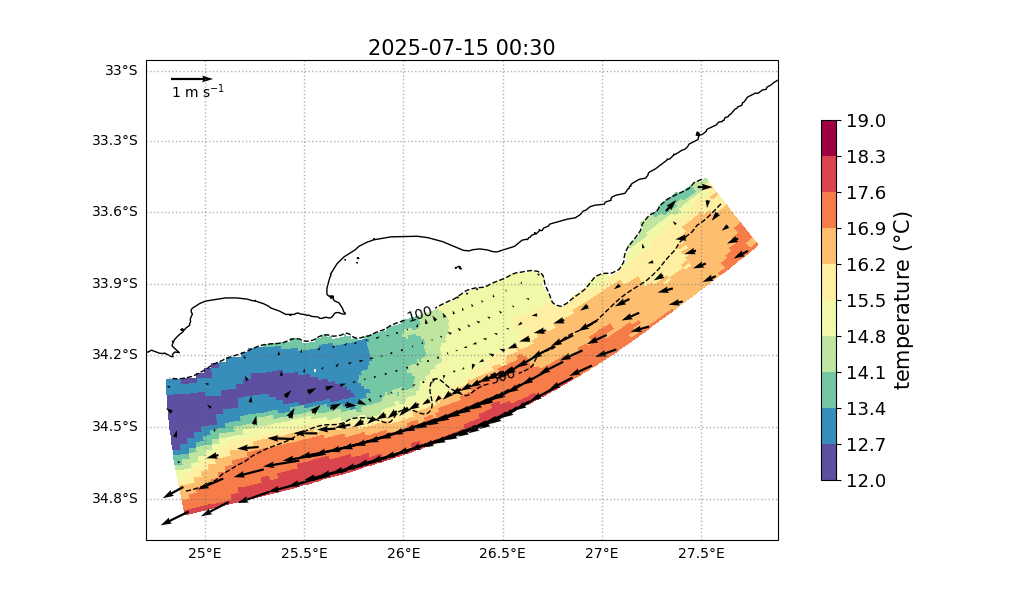 2025-07-15 00:30
1 m s⁻¹
33°S
33.3°S
33.6°S
33.9°S
34.2°S
34.5°S
34.8°S
25°E
25.5°E
26°E
26.5°E
27°E
27.5°E
100
500
19.0
18.3
17.6
16.9
16.2
15.5
14.8
14.1
13.4
12.7
12.0
temperature (°C)